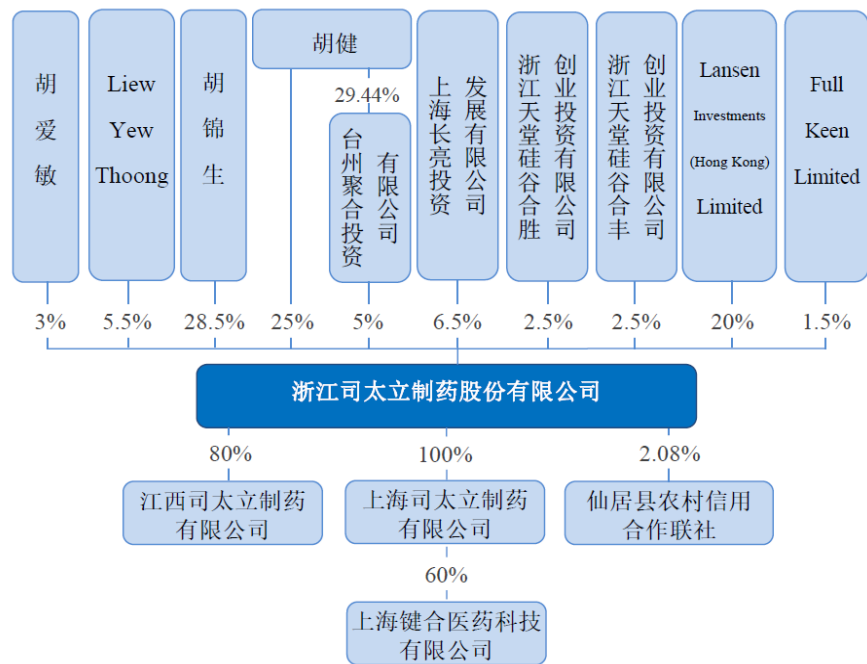 胡爱敏
Liew
Yew
Thoong
胡锦生
胡健
29.44%
台州聚合投资
有限公司
上海长亮投资
发展有限公司
浙江天堂硅谷合胜
创业投资有限公司
浙江天堂硅谷合丰
创业投资有限公司
Lansen
Investments
(Hong Kong)
Limited
Full
Keen
Limited
3%
5.5%
28.5%
25%
5%
6.5%
2.5%
2.5%
20%
1.5%
浙江司太立制药股份有限公司
80%
100%
2.08%
江西司太立制药
有限公司
上海司太立制药
有限公司
仙居县农村信用
合作联社
60%
上海键合医药科技
有限公司